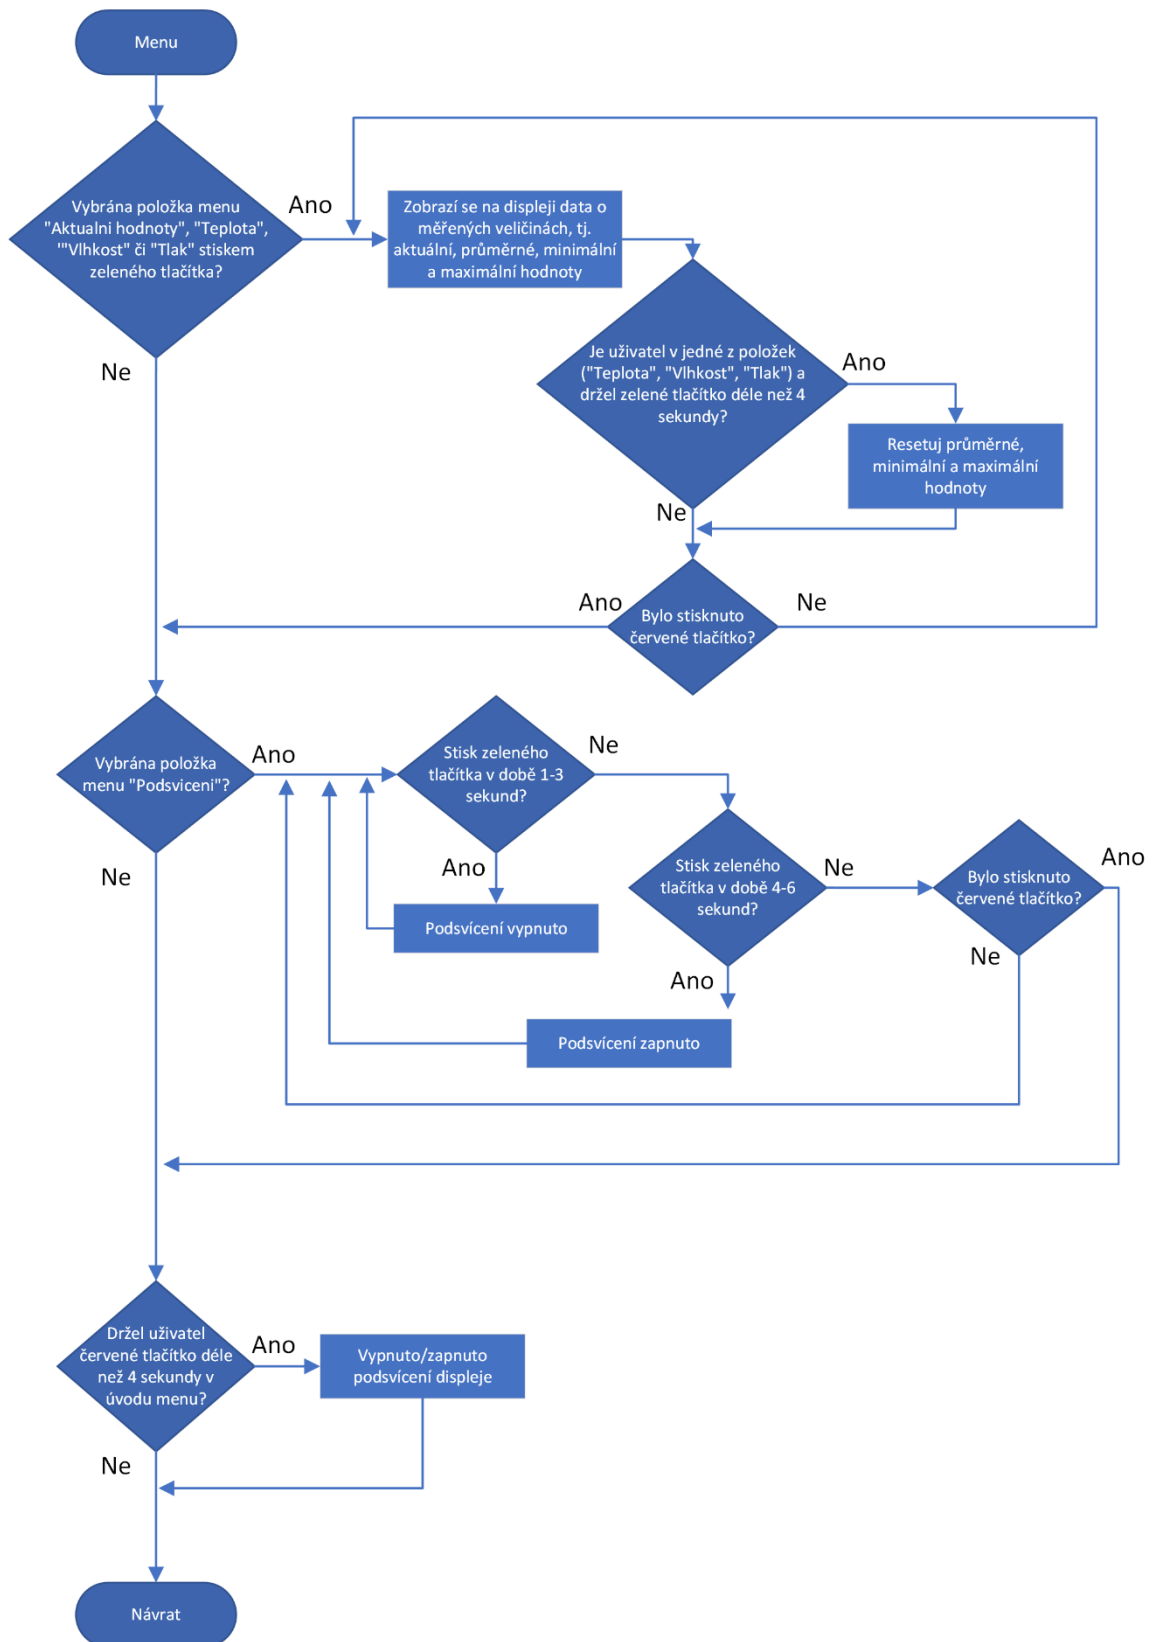 Menu
Vybrána položka menu
"Aktualni hodnoty", "Teplota",
'"Vlhkost" či "Tlak" stiskem
zeleného tlačítka?
Ano
Zobrazí se na displeji data o
měřených veličinách, tj.
aktuální, průměrné, minimální
a maximální hodnoty
Ne
Je uživatel v jedné z položek
("Teplota", "Vlhkost", "Tlak") a
držel zelené tlačítko déle než 4
sekundy?
Ano
Resetuj průměrné,
minimální a maximální
hodnoty
Ne
Ano
Bylo stisknuto
červené tlačítko?
Ne
Vybrána položka
menu "Podsviceni"?
Ano
Stisk zeleného
tlačítka v době 1-3
sekund?
Ne
Ne
Ano
Podsvícení vypnuto
Stisk zeleného
tlačítka v době 4-6
sekund?
Ne
Bylo stisknuto
červené tlačítko?
Ano
Ne
Ano
Podsvícení zapnuto
Držel uživatel
červené tlačítko déle
než 4 sekundy v
úvodu menu?
Ano
Vypnuto/zapnuto
podsvícení displeje
Ne
Návrat